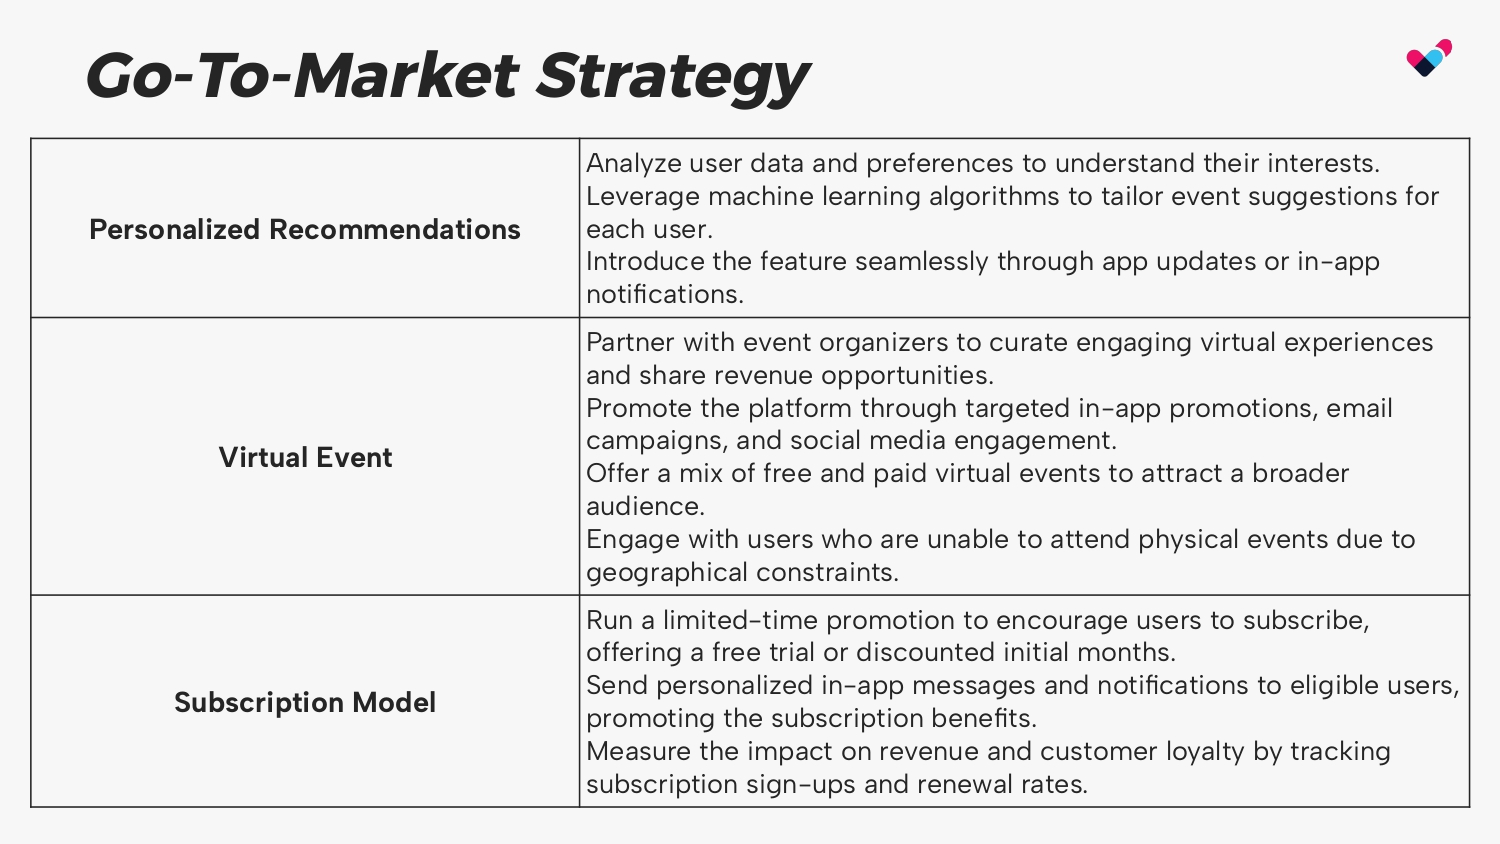 Go-To-Market Strategy
Personalized Recommendations
Analyze user data and preferences to understand their interests.
Leverage machine learning algorithms to tailor event suggestions for
each user.
Introduce the feature seamlessly through app updates or in-app
notifications.
Virtual Event
Partner with event organizers to curate engaging virtual experiences
and share revenue opportunities.
Promote the platform through targeted in-app promotions, email
campaigns, and social media engagement.
Offer a mix of free and paid virtual events to attract a broader
audience.
Engage with users who are unable to attend physical events due to
geographical constraints.
Subscription Model
Run a limited-time promotion to encourage users to subscribe,
offering a free trial or discounted initial months.
Send personalized in-app messages and notifications to eligible users,
promoting the subscription benefits.
Measure the impact on revenue and customer loyalty by tracking
subscription sign-ups and renewal rates.